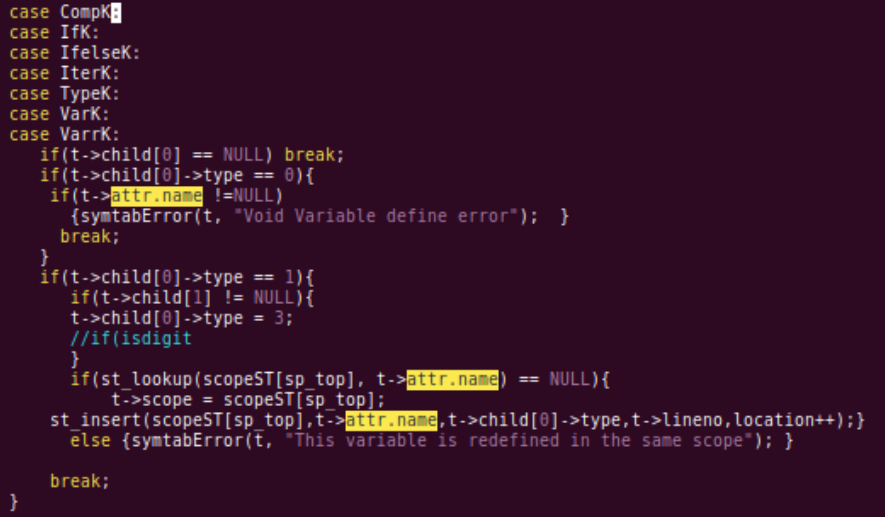 case CompK:
case IfK:
case IfelseK:
case IterK:
case TypeK:
case VarK:
case VarrK:
   if(t->child[0] == NULL) break;
   if(t->child[0]->type == 0){
    if(t->attr.name !=NULL)
      {symtabError(t, "Void Variable define error");  }
     break;
   }
   if(t->child[0]->type == 1){
      if(t->child[1] != NULL){
      t->child[0]->type = 3;
      //if(isdigit
      }
      if(st_lookup(scopeST[sp_top], t->attr.name) == NULL){
          t->scope = scopeST[sp_top];
    st_insert(scopeST[sp_top],t->attr.name,t->child[0]->type,t->lineno,location++);}
      else {symtabError(t, "This variable is redefined in the same scope"); }
    break;
}